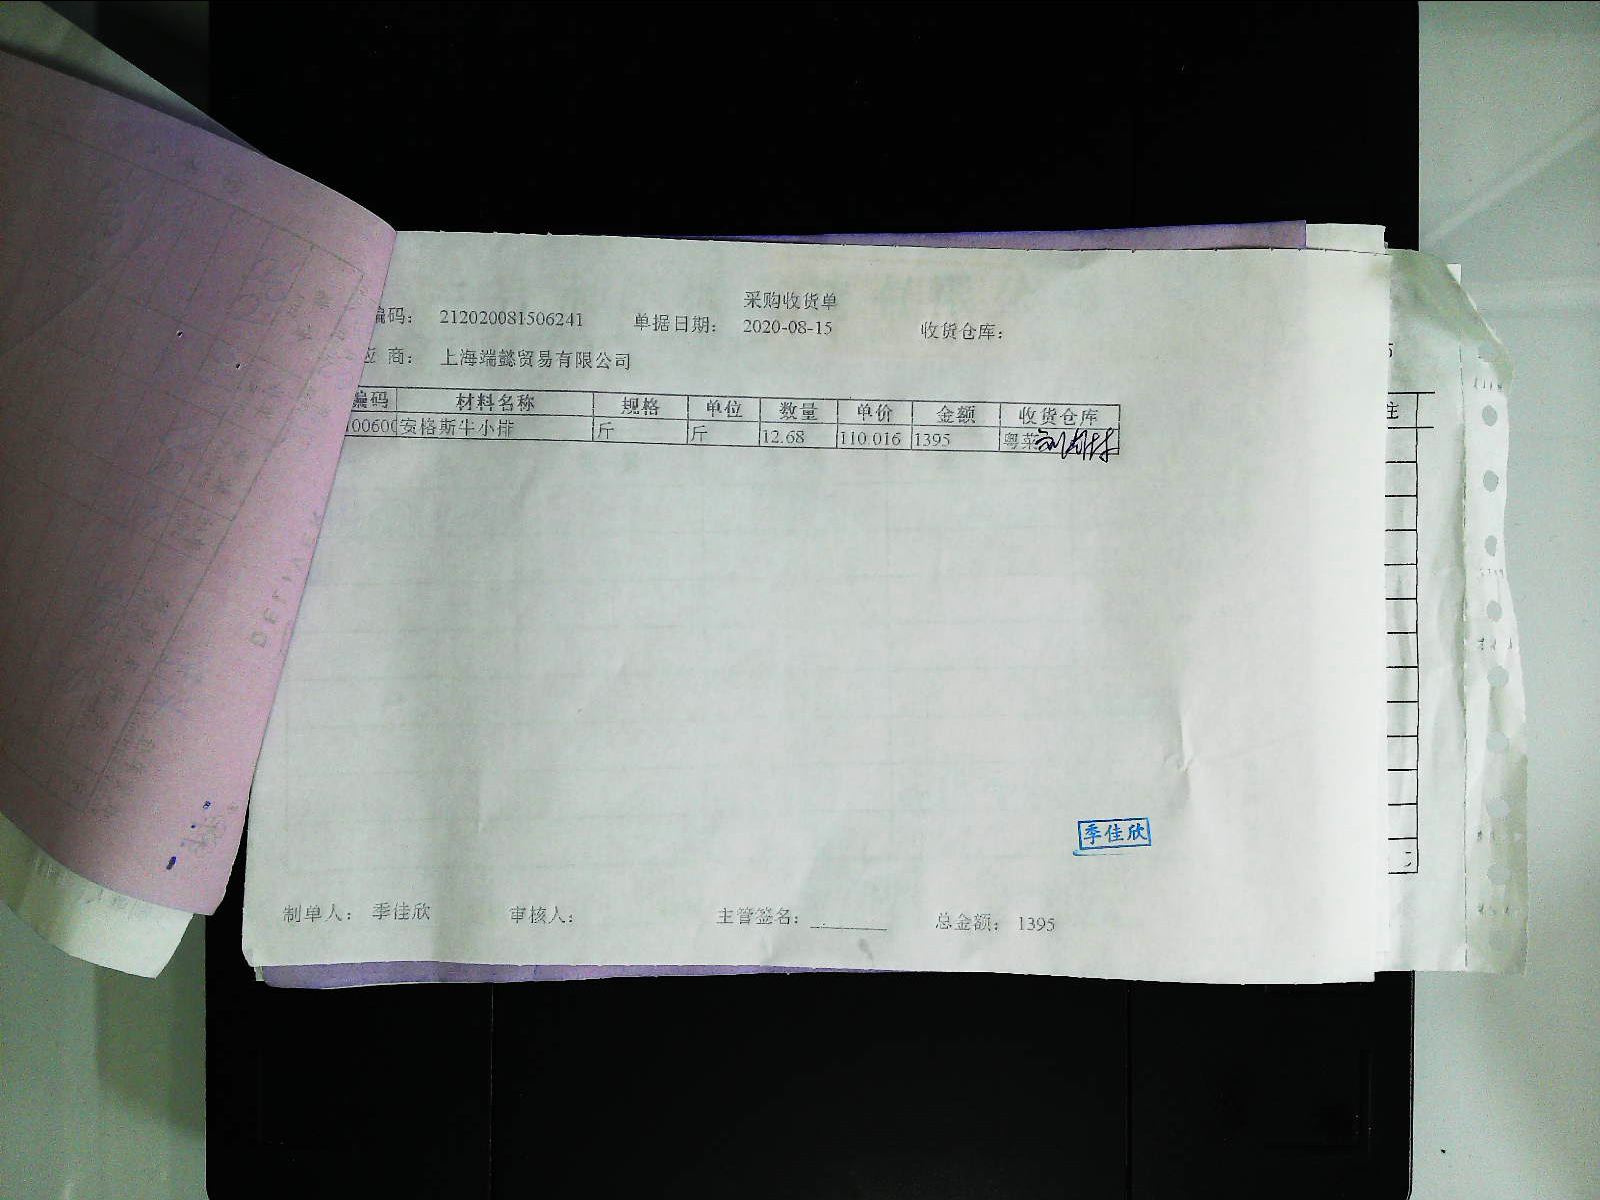 采购收货单
编码： 212020081506241 单据日期： 2020-08-15 收货仓库：
应 商： 上海端懿贸易有限公司
编码 材料名称 规格 单位 数量 单价 金额 收货仓库
00600 安格斯牛小排 斤 斤 12.68 110.016 1395 粤菜
季佳欣
制单人： 季佳欣 审核人： 主管签名： ________ 总金额： 1395